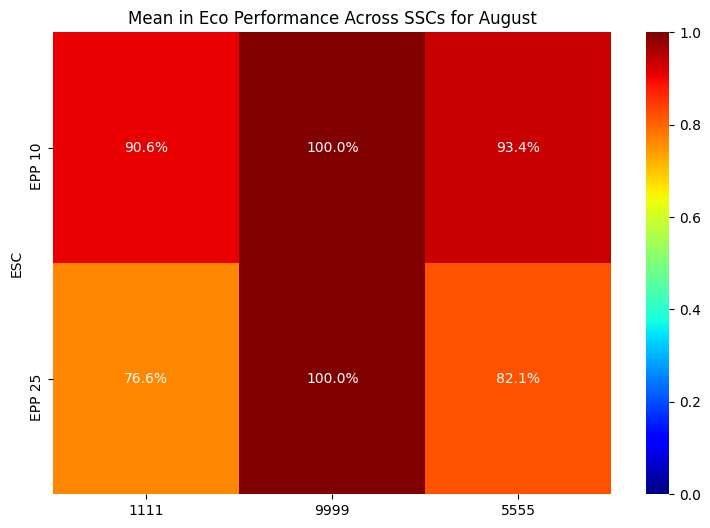 Mean in Eco Performance Across SSCs for August
ESC
EPP 10
90.6% 100.0% 93.4%
EPP 25
76.6% 100.0% 82.1%
1111 9999 5555
1.0
0.8
0.6
0.4
0.2
0.0